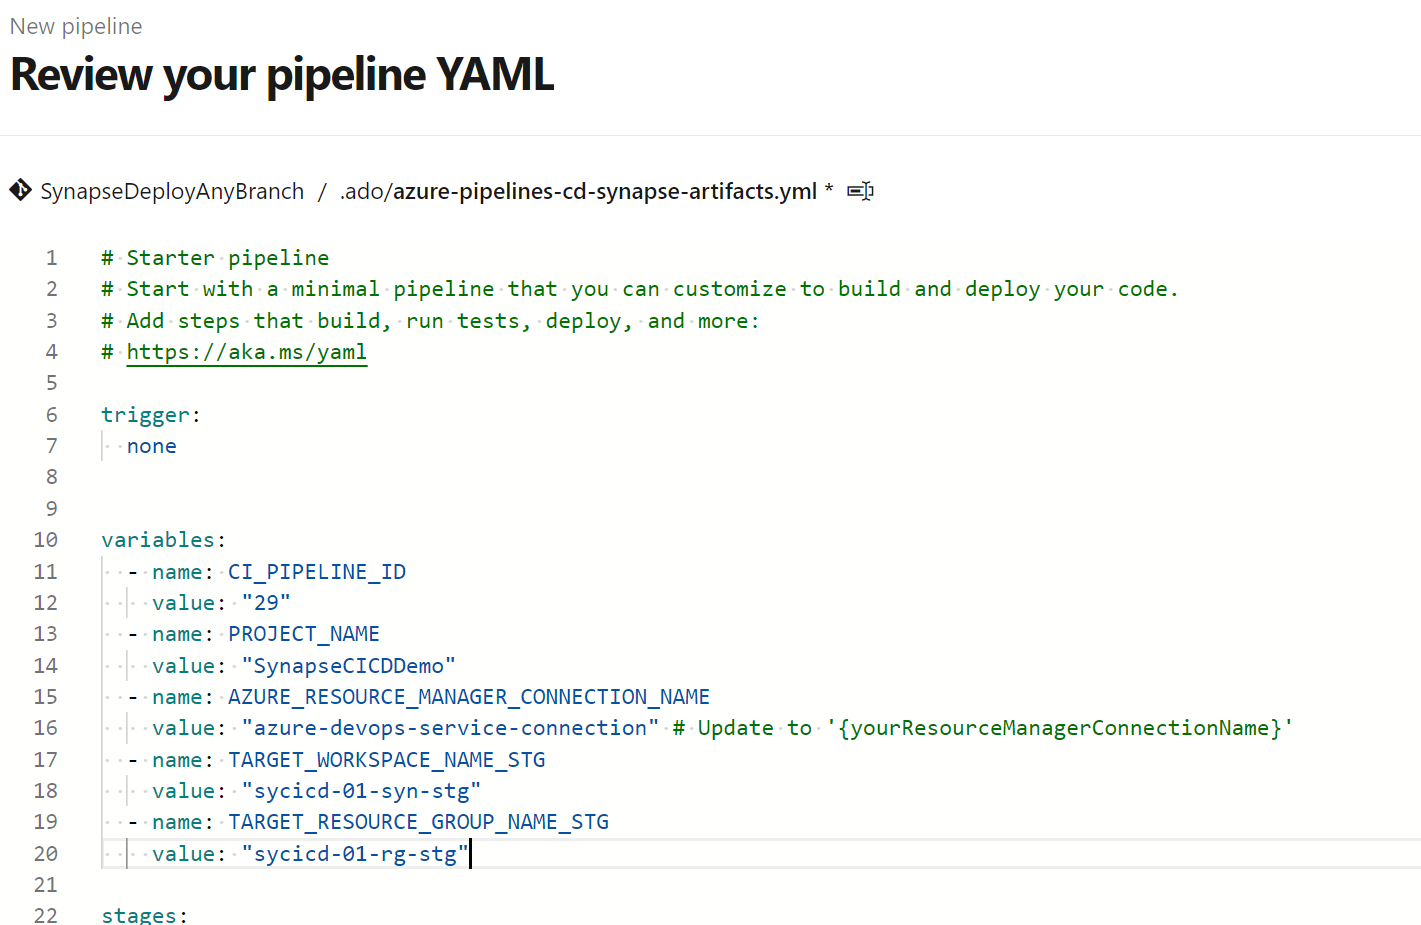 New pipeline
Review your pipeline YAML
SynapseDeployAnyBranch / .ado/azure-pipelines-cd-synapse-artifacts.yml *
1 # Starter pipeline
2 # Start with a minimal pipeline that you can customize to build and deploy your code.
3 # Add steps that build, run tests, deploy, and more:
4 # https://aka.ms/yaml
5
6 trigger:
7   none
8
9
10 variables:
11   - name: CI_PIPELINE_ID
12     value: "29"
13   - name: PROJECT_NAME
14     value: "SynapseCICDDemo"
15   - name: AZURE_RESOURCE_MANAGER_CONNECTION_NAME
16     value: "azure-devops-service-connection" # Update to '{yourResourceManagerConnectionName}'
17   - name: TARGET_WORKSPACE_NAME_STG
18     value: "sycicd-01-syn-stg"
19   - name: TARGET_RESOURCE_GROUP_NAME_STG
20     value: "sycicd-01-rg-stg"
21
22 stages: